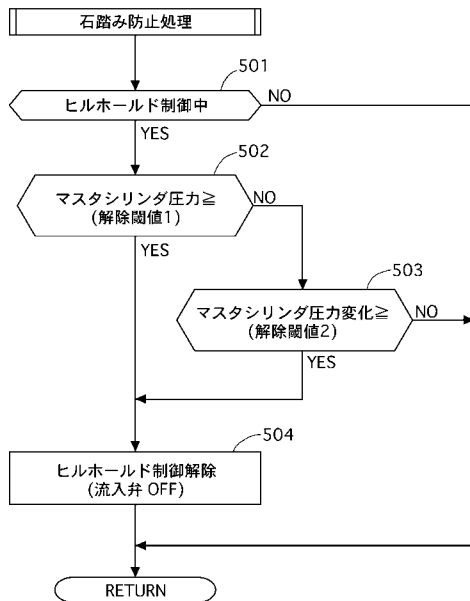 石踏み防止処理
501
ヒルホールド制御中
NO
YES
502
マスタシリンダ圧力≧
(解除閾値1)
NO
YES
503
マスタシリンダ圧力変化≧
(解除閾値2)
NO
YES
504
ヒルホールド制御解除
(流入弁 OFF)
RETURN